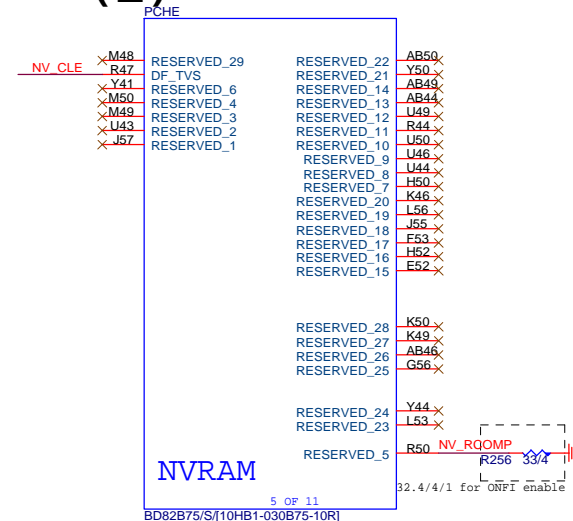 PCHE
M48 RESERVED_29
NV_CLE R47 DF_TVS
Y41 RESERVED_6
M50 RESERVED_4
M49 RESERVED_3
U43 RESERVED_2
J57 RESERVED_1
RESERVED_22 AB50
RESERVED_21 Y50
RESERVED_14 AB49
RESERVED_13 AB44
RESERVED_12 U49
RESERVED_11 R44
RESERVED_10 U50
RESERVED_9 U46
RESERVED_8 U44
RESERVED_7 H50
RESERVED_20 K46
RESERVED_19 L56
RESERVED_18 J55
RESERVED_17 F53
RESERVED_16 H52
RESERVED_15 E52
RESERVED_28 K50
RESERVED_27 K49
RESERVED_26 AB46
RESERVED_25 G56
RESERVED_24 Y44
RESERVED_23 L53
RESERVED_5 R50 NV_RCOMP
R256 33/4
NVRAM
32.4/4/1 for ONFI enable
5 OF 11
BD82B75/S/[10HB1-030B75-10R]